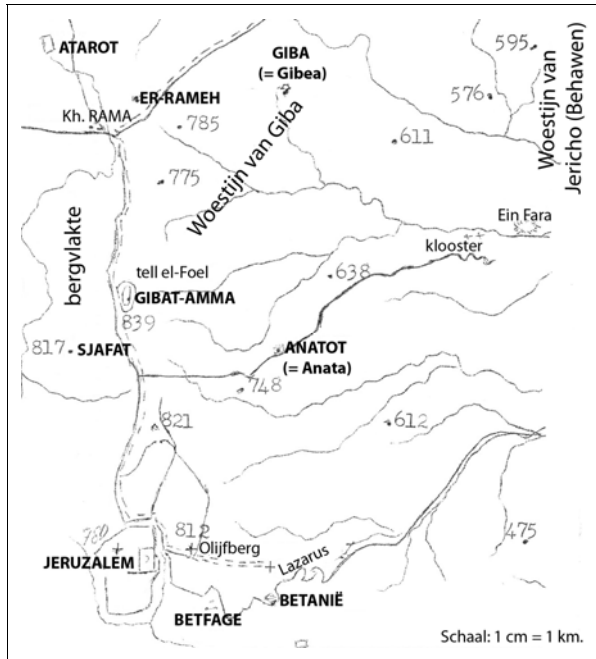 ATAROT
GIBA
(= Gibea)
595
576
Woestijn van
Jericho (Behawen)
ER-RAMEH
Kh. RAMA
785
611
Woestijn van Giba
775
bergvlakte
Ein Fara
klooster
tell el-Foel
638
GIBAT-AMMA
839
817 SJAFAT
ANATOT
(= Anata)
748
821
612
780
812
475
JERUZALEM
Olijfberg
Lazarus
BETFAGE
BETANIË
Schaal: 1 cm = 1 km.